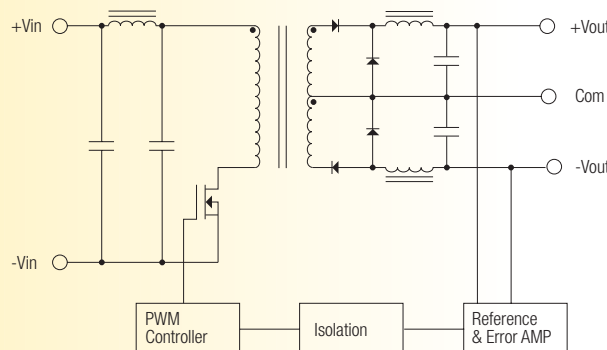 +Vin
+Vout
Com
-Vout
-Vin
PWM
Controller
Isolation
Reference
& Error AMP